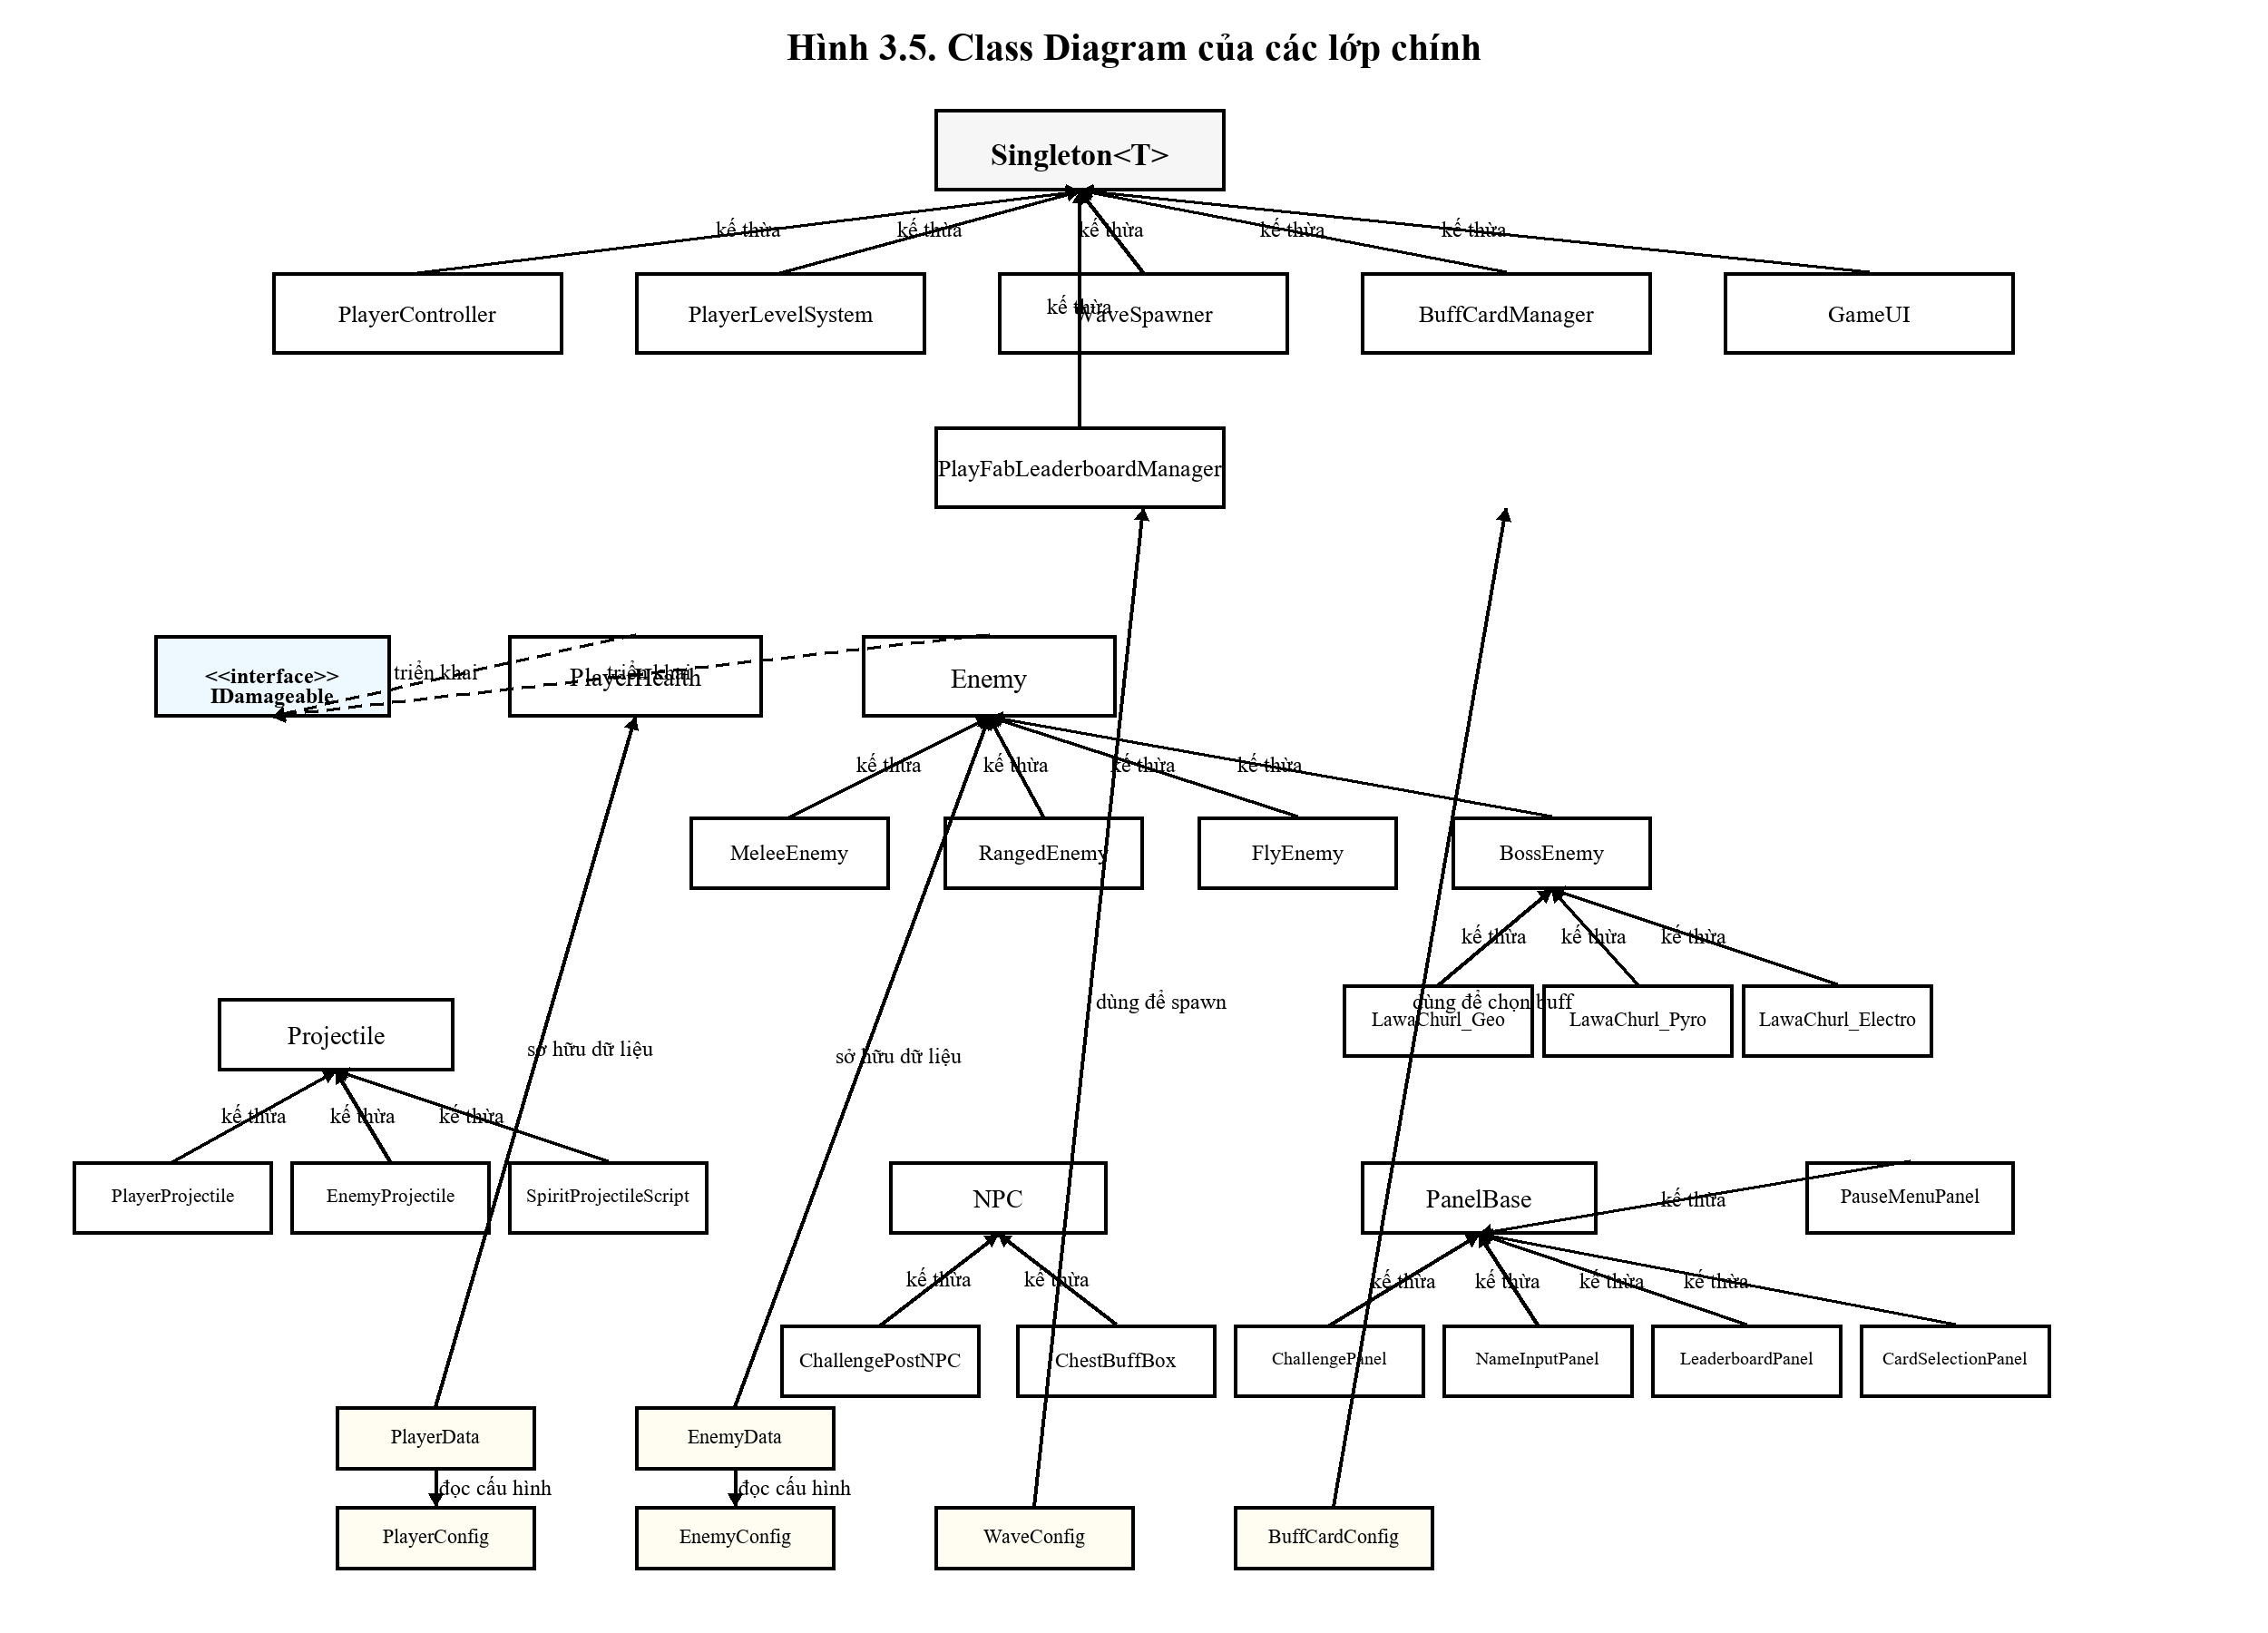 Hình 3.5. Class Diagram của các lớp chính
Singleton<T>
kế thừa
kế thừa
kế thừa
kế thừa
kế thừa
PlayerController
PlayerLevelSystem
kế thừa
WaveSpawner
BuffCardManager
GameUI
PlayFabLeaderboardManager
<<interface>>
IDamageable
triển khai
PlayerHealth
triển khai
Enemy
kế thừa
kế thừa
kế thừa
kế thừa
MeleeEnemy
RangedEnemy
FlyEnemy
BossEnemy
kế thừa
kế thừa
kế thừa
dùng để spawn
dùng để chọn buff
LawaChurl_Geo
LawaChurl_Pyro
LawaChurl_Electro
Projectile
sở hữu dữ liệu
sở hữu dữ liệu
kế thừa
kế thừa
kế thừa
PlayerProjectile
EnemyProjectile
SpiritProjectileScript
NPC
PanelBase
kế thừa
PauseMenuPanel
kế thừa
kế thừa
kế thừa
kế thừa
kế thừa
kế thừa
ChallengePostNPC
ChestBuffBox
ChallengePanel
NameInputPanel
LeaderboardPanel
CardSelectionPanel
PlayerData
EnemyData
đọc cấu hình
đọc cấu hình
PlayerConfig
EnemyConfig
WaveConfig
BuffCardConfig